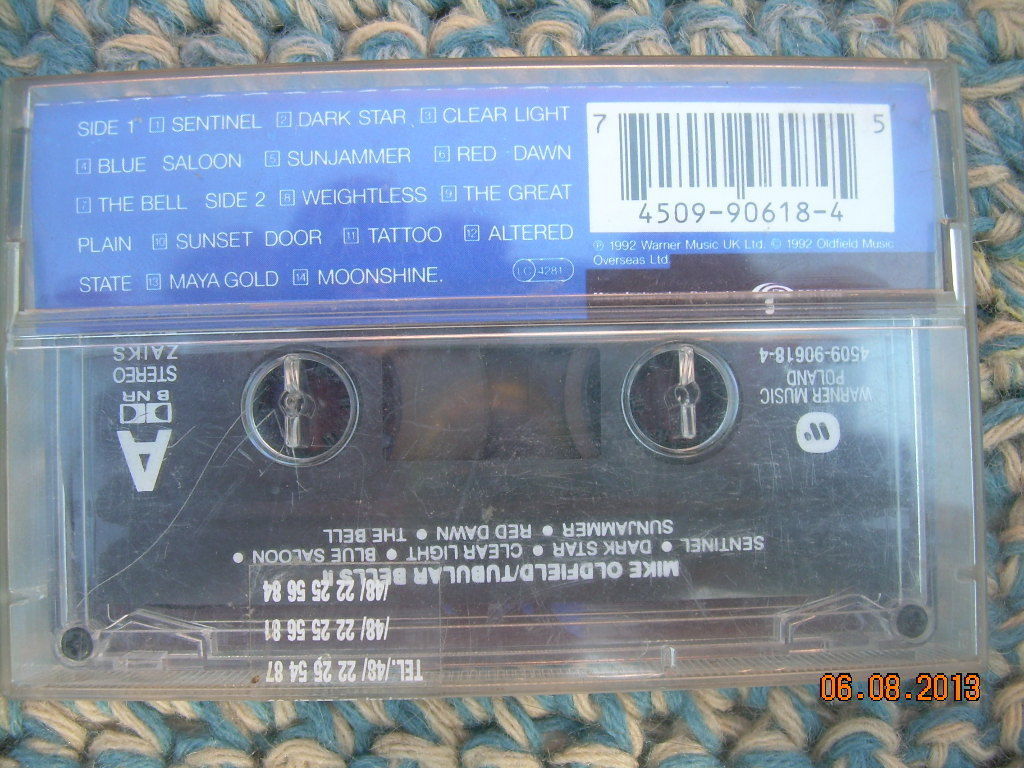 SIDE 1 1 SENTINEL 2 DARK STAR 3 CLEAR LIGHT
4 BLUE SALOON 5 SUNJAMMER 6 RED DAWN
7 THE BELL SIDE 2 8 WEIGHTLESS 9 THE GREAT
PLAIN 10 SUNSET DOOR 11 TATTOO 12 ALTERED
STATE 13 MAYA GOLD 14 MOONSHINE.
LC 4281
7 5
4509-90618-4
℗ 1992 Warner Music UK Ltd. © 1992 Oldfield Music
Overseas Ltd.
TEL./48/ 22 25 54 87
/48/ 22 25 56 81
/48/ 22 25 56 84
MIKE OLDFIELD/TUBULAR BELLS II
SENTINEL • DARK STAR • CLEAR LIGHT • BLUE SALOON •
SUNJAMMER • RED DAWN • THE BELL
W
WARNER MUSIC
POLAND
4509-90618-4
A
B NR
STEREO
ZAIKS
06.08.2013